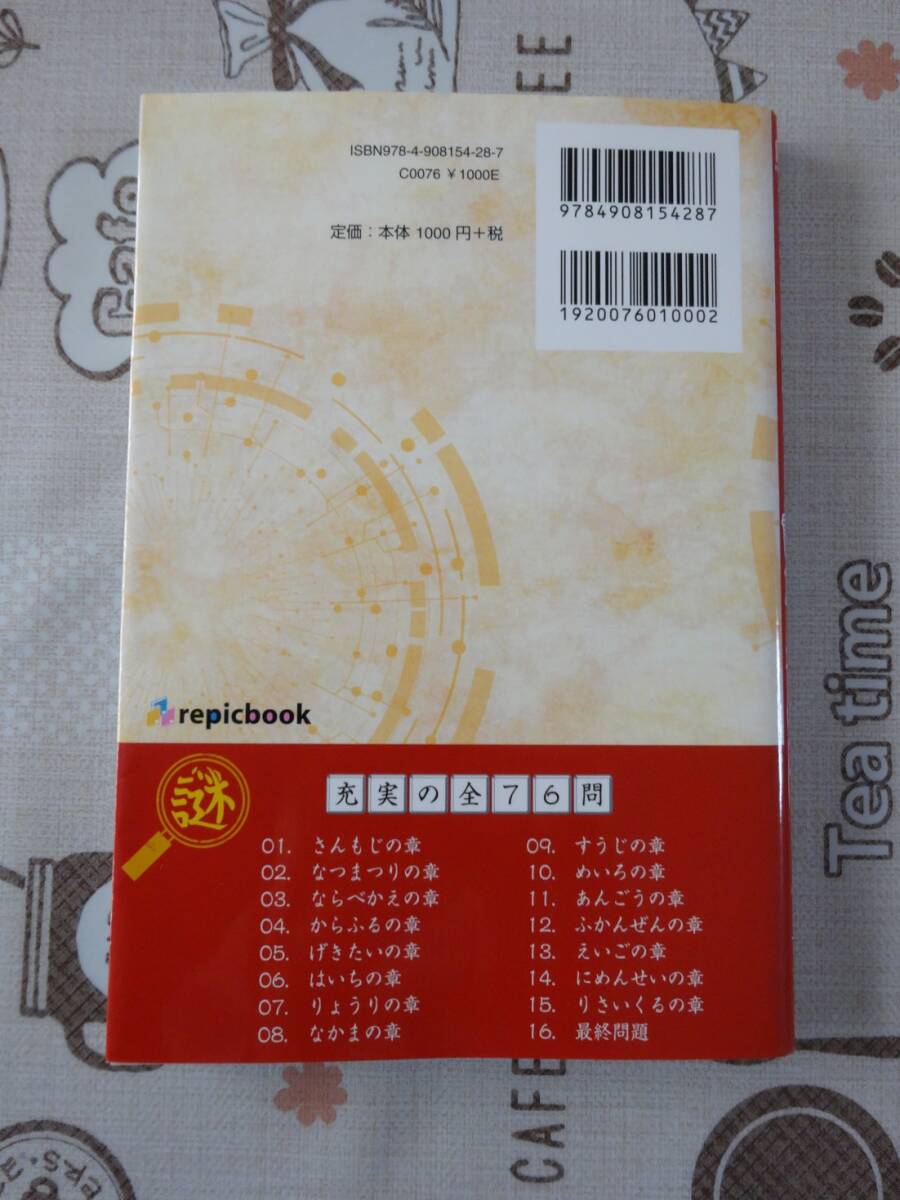 ISBN978-4-908154-28-7
C0076 ¥1000E
定価：本体 1000 円＋税
9784908154287
1920076010002
repicbook
謎
充実の全76問
01. さんもじの章
02. なつまつりの章
03. ならべかえの章
04. からふるの章
05. げきたいの章
06. はいちの章
07. りょうりの章
08. なかまの章
09. すうじの章
10. めいろの章
11. あんごうの章
12. ふかんぜんの章
13. えいごの章
14. にめんせいの章
15. りさいくるの章
16. 最終問題
Cafe
Tea time
CAFE
EE